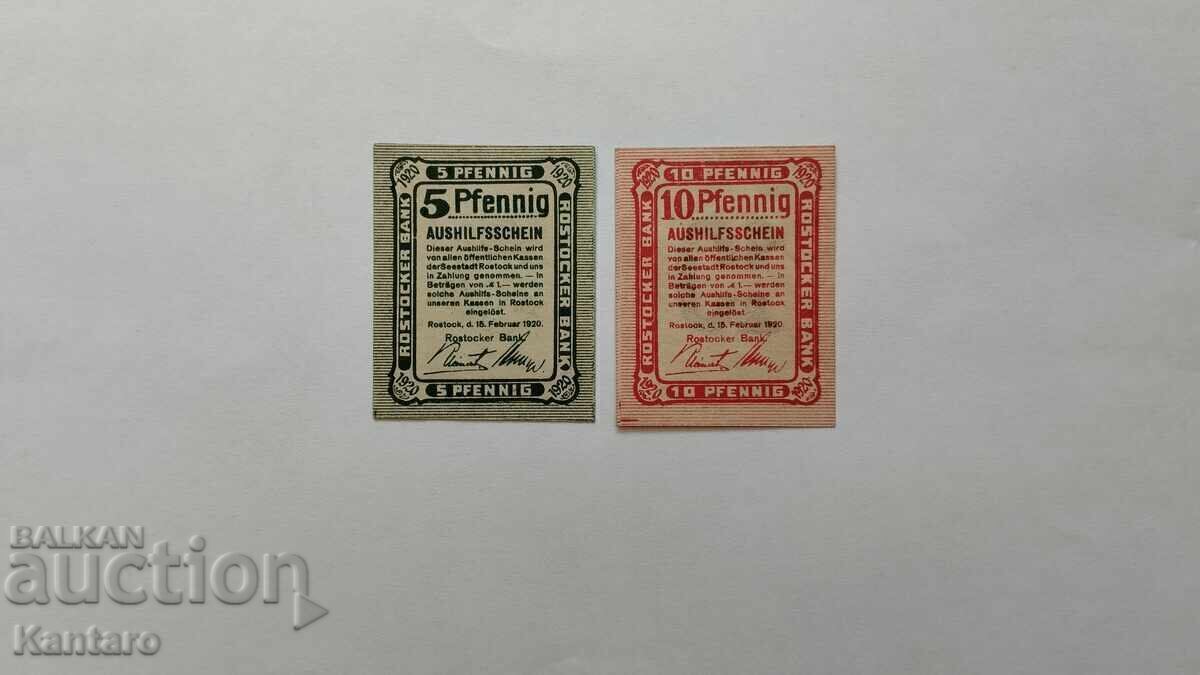 1920
5 PFENNIG
1920
ROSTOCKER BANK
5 Pfennig
AUSHILFSSCHEIN
Dieser Aushilfs-Schein wird
von allen öffentlichen Kassen
der Seestadt Rostock und uns
in Zahlung genommen. — In
Beträgen von ℳ 1.— werden
solche Aushilfs-Scheine an
unseren Kassen in Rostock
eingelöst.
Rostock, d. 15. Februar 1920.
Rostocker Bank.
ROSTOCKER BANK
1920
5 PFENNIG
1920
1920
10 PFENNIG
1920
ROSTOCKER BANK
10 Pfennig
AUSHILFSSCHEIN
Dieser Aushilfs-Schein wird
von allen öffentlichen Kassen
der Seestadt Rostock und uns
in Zahlung genommen. — In
Beträgen von ℳ 1.— werden
solche Aushilfs-Scheine an
unseren Kassen in Rostock
eingelöst.
Rostock, d. 15. Februar 1920.
Rostocker Bank.
ROSTOCKER BANK
1920
10 PFENNIG
1920
BALKAN
auction
Kantaro